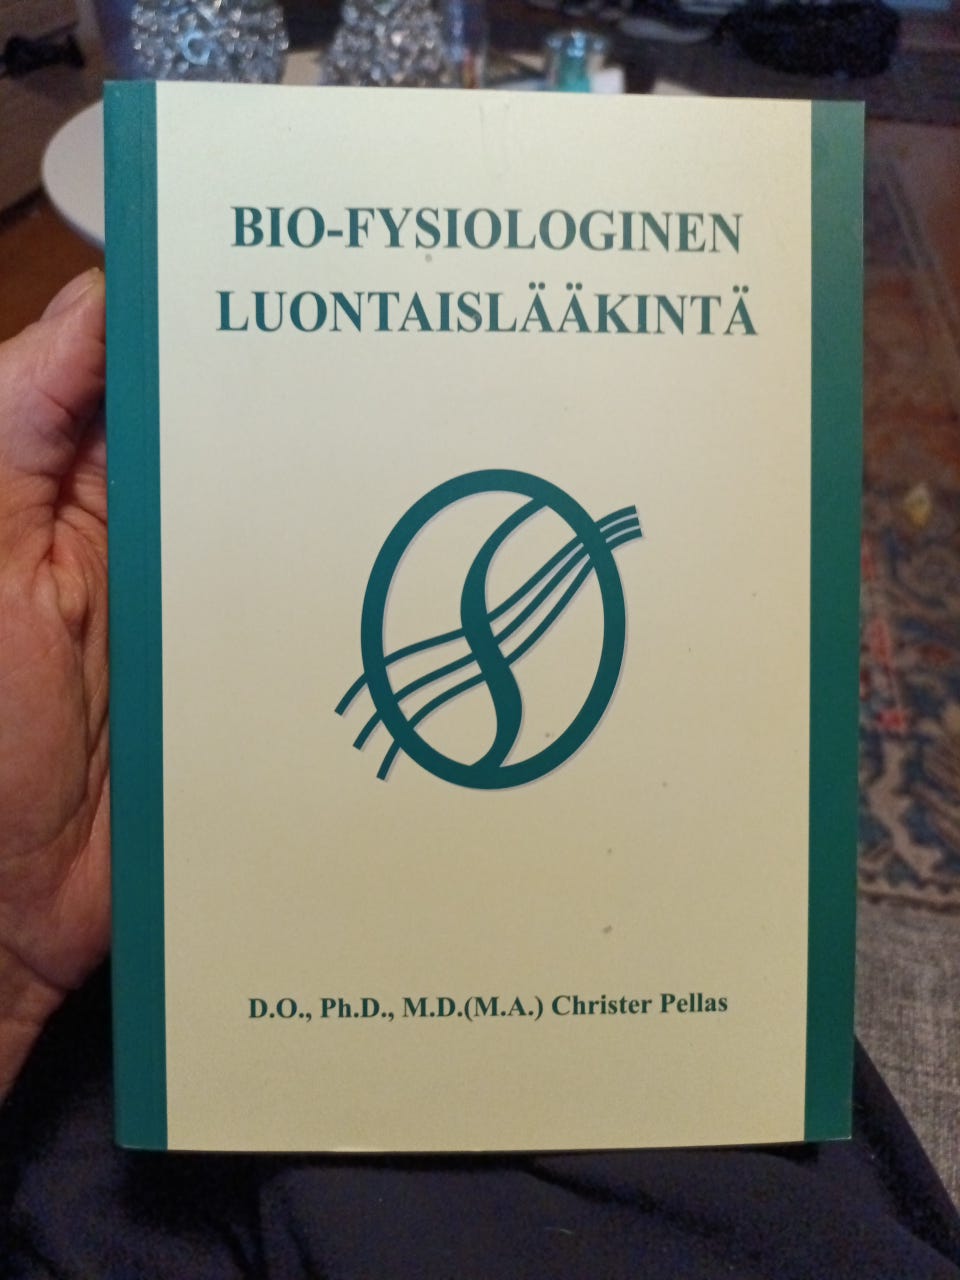 BIO-FYSIOLOGINEN
LUONTAISLÄÄKINTÄ
D.O., Ph.D., M.D.(M.A.) Christer Pellas